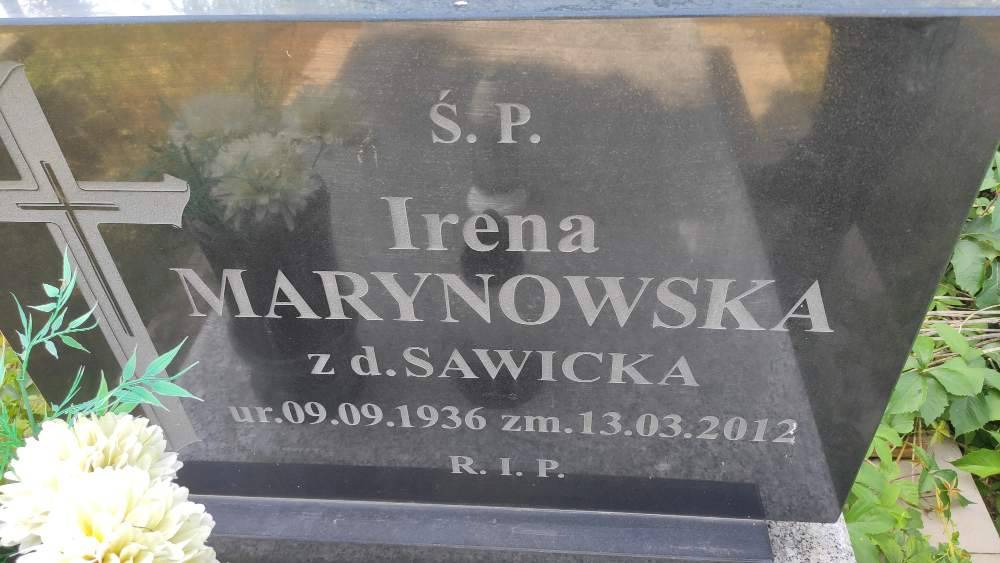 Ś. P.
Irena
MARYNOWSKA
z d. SAWICKA
ur.09.09.1936 zm.13.03.2012
R. I. P.